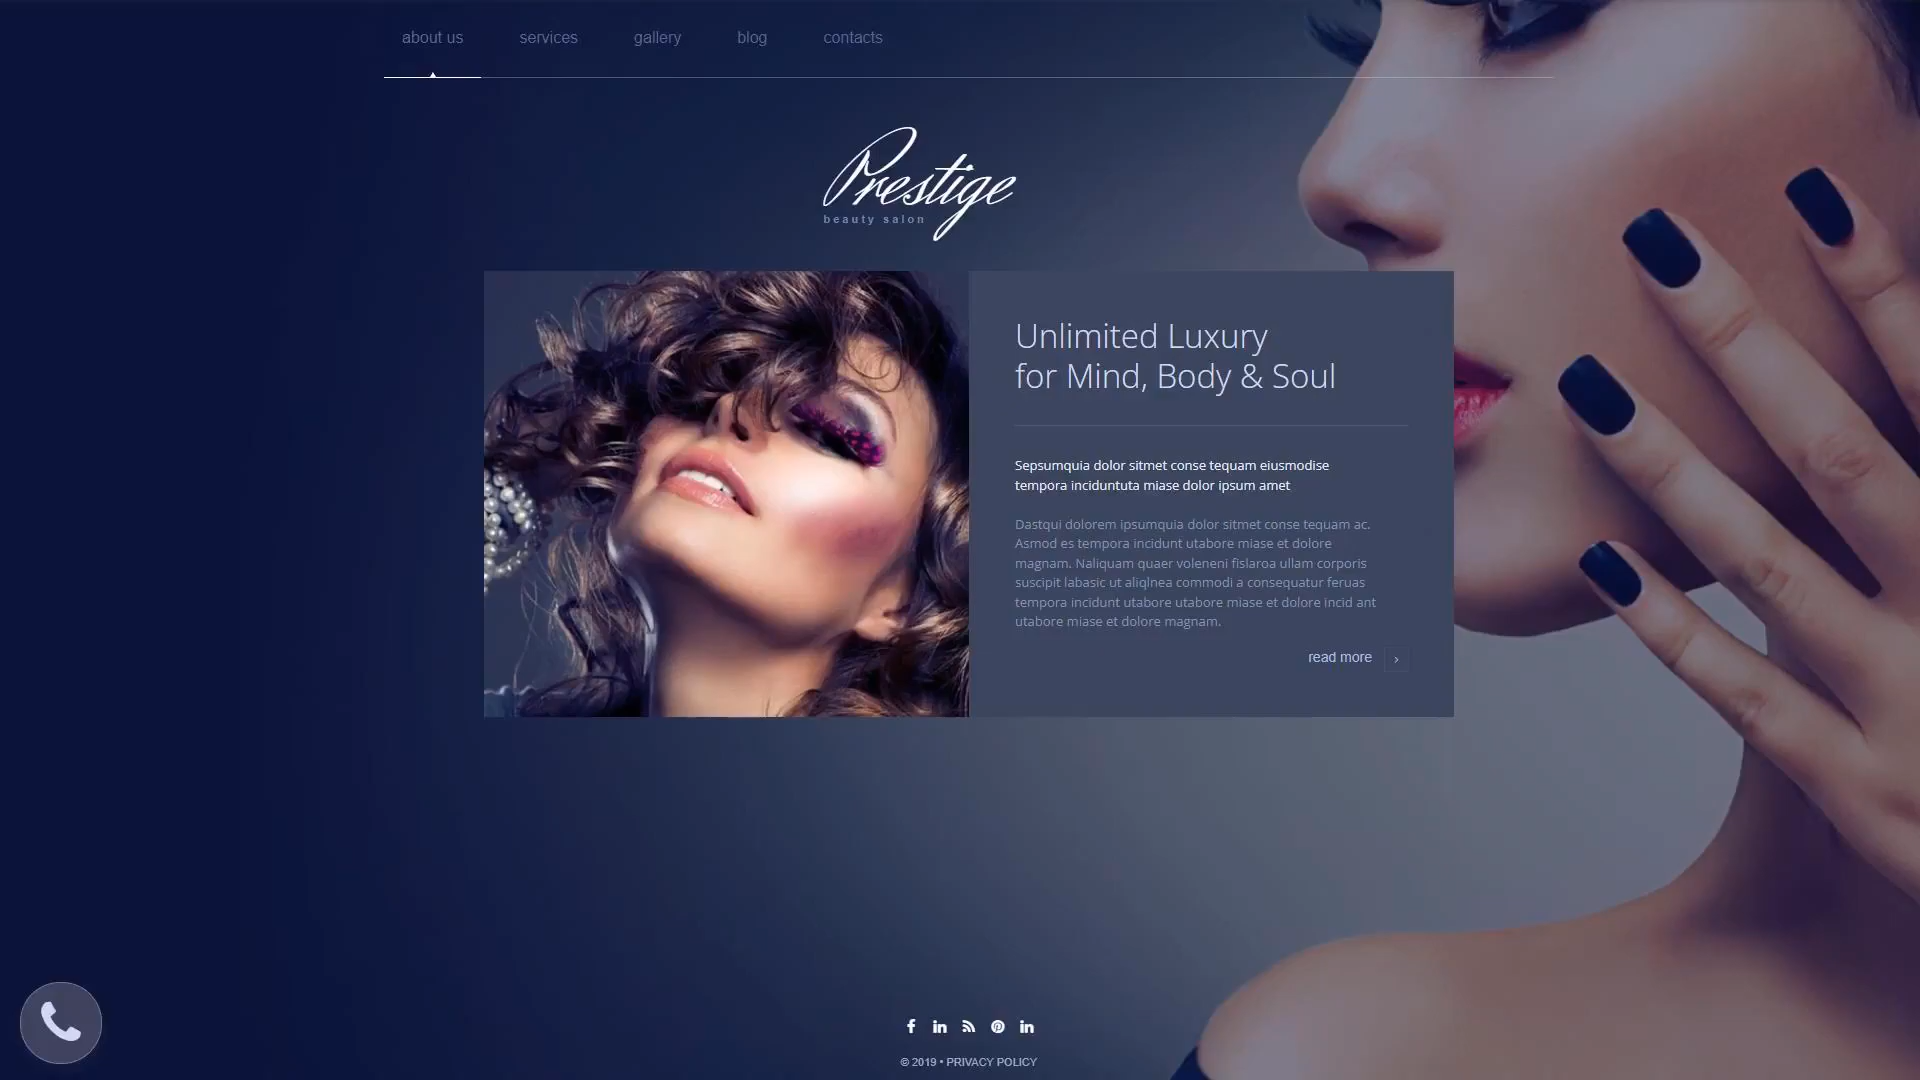 about us services gallery blog contacts
Prestige
beauty salon
Unlimited Luxury
for Mind, Body & Soul
Sepsumquia dolor sitmet conse tequam eiusmodise
tempora inciduntuta miase dolor ipsum amet
Dastqui dolorem ipsumquia dolor sitmet conse tequam ac.
Asmod es tempora incidunt utabore miase et dolore
magnam. Naliquam quaer voleneni fislaroa ullam corporis
suscipit labasic ut aliqlnea commodi a consequatur feruas
tempora incidunt utabore utabore miase et dolore incid ant
utabore miase et dolore magnam.
read more
© 2019 • PRIVACY POLICY